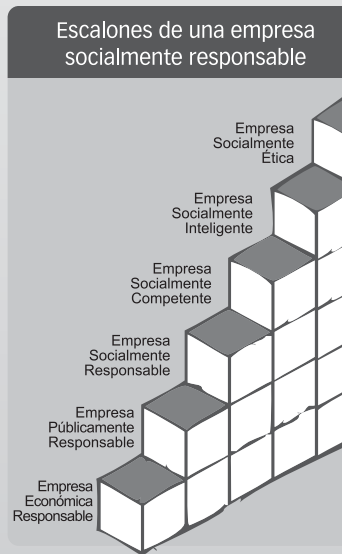 Escalones de una empresa
socialmente responsable
Empresa
Socialmente
Ética
Empresa
Socialmente
Inteligente
Empresa
Socialmente
Competente
Empresa
Socialmente
Responsable
Empresa
Públicamente
Responsable
Empresa
Económica
Responsable